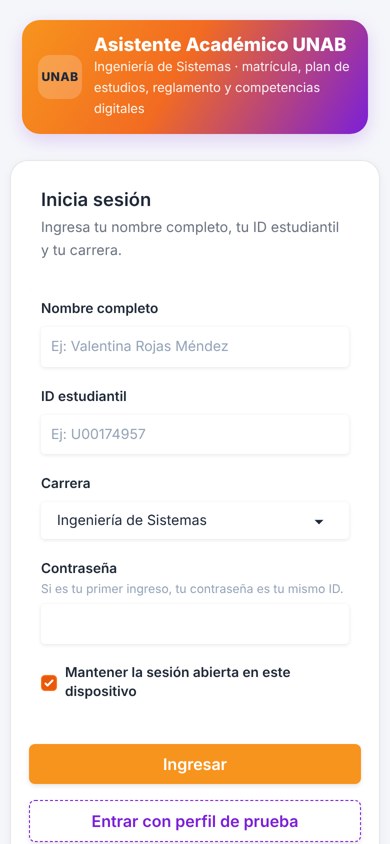 UNAB
Asistente Académico UNAB
Ingeniería de Sistemas · matrícula, plan de
estudios, reglamento y competencias
digitales
Inicia sesión
Ingresa tu nombre completo, tu ID estudiantil
y tu carrera.
Nombre completo
Ej: Valentina Rojas Méndez
ID estudiantil
Ej: U00174957
Carrera
Ingeniería de Sistemas
Contraseña
Si es tu primer ingreso, tu contraseña es tu mismo ID.
Mantener la sesión abierta en este
dispositivo
Ingresar
Entrar con perfil de prueba